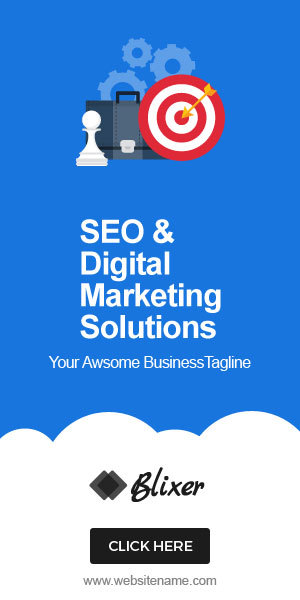 SEO &
Digital
Marketing
Solutions
Your Awsome BusinessTagline
Blixer
CLICK HERE
www.websitename.com